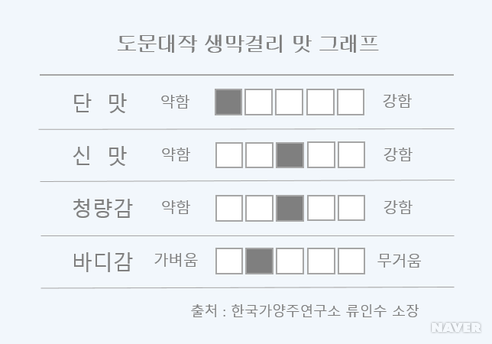 도문대작 생막걸리 맛 그래프
단 맛 약함 강함
신 맛 약함 강함
청량감 약함 강함
바디감 가벼움 무거움
출처 : 한국가양주연구소 류인수 소장
NAVER